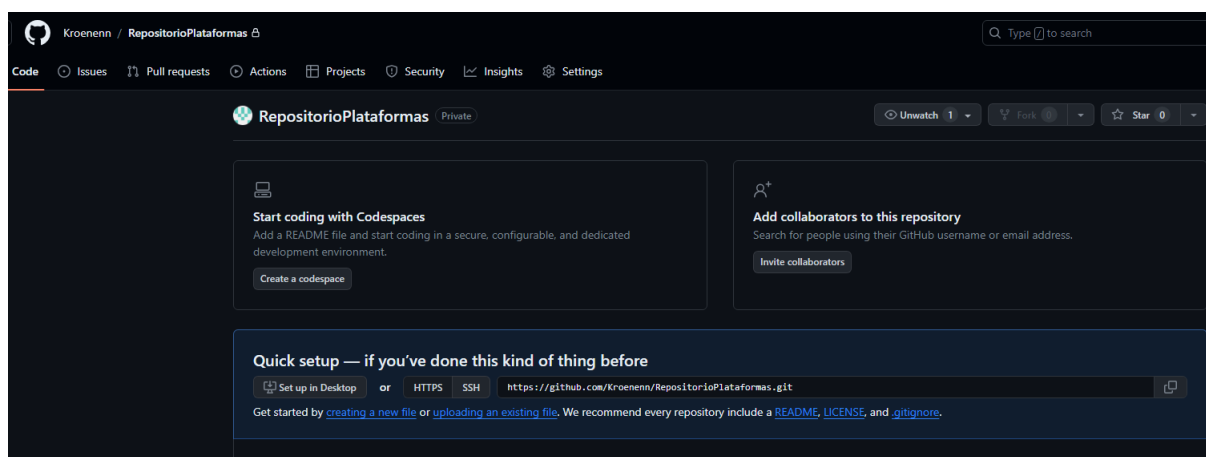 Kroenenn / RepositorioPlataformas
Type / to search
Code Issues Pull requests Actions Projects Security Insights Settings
RepositorioPlataformas Private
Unwatch 1 Fork 0 Star 0
Start coding with Codespaces
Add a README file and start coding in a secure, configurable, and dedicated
development environment.
Create a codespace
Add collaborators to this repository
Search for people using their GitHub username or email address.
Invite collaborators
Quick setup — if you've done this kind of thing before
Set up in Desktop or HTTPS SSH https://github.com/Kroenenn/RepositorioPlataformas.git
Get started by creating a new file or uploading an existing file. We recommend every repository include a README, LICENSE, and .gitignore.